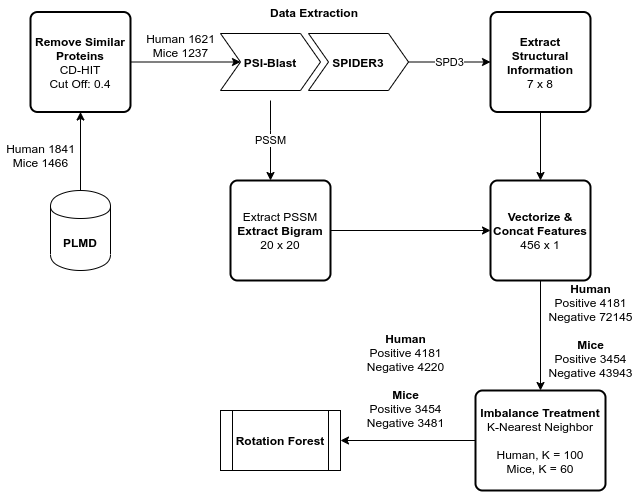 Data Extraction
Remove Similar
Proteins
CD-HIT
Cut Off: 0.4
Human 1621
Mice 1237
PSI-Blast
SPIDER3
SPD3
Extract
Structural
Information
7 x 8
Human 1841
Mice 1466
PLMD
PSSM
Extract PSSM
Extract Bigram
20 x 20
Vectorize &
Concat Features
456 x 1
Human
Positive 4181
Negative 72145
Mice
Positive 3454
Negative 43943
Human
Positive 4181
Negative 4220
Mice
Positive 3454
Negative 3481
Imbalance Treatment
K-Nearest Neighbor
Human, K = 100
Mice, K = 60
Rotation Forest